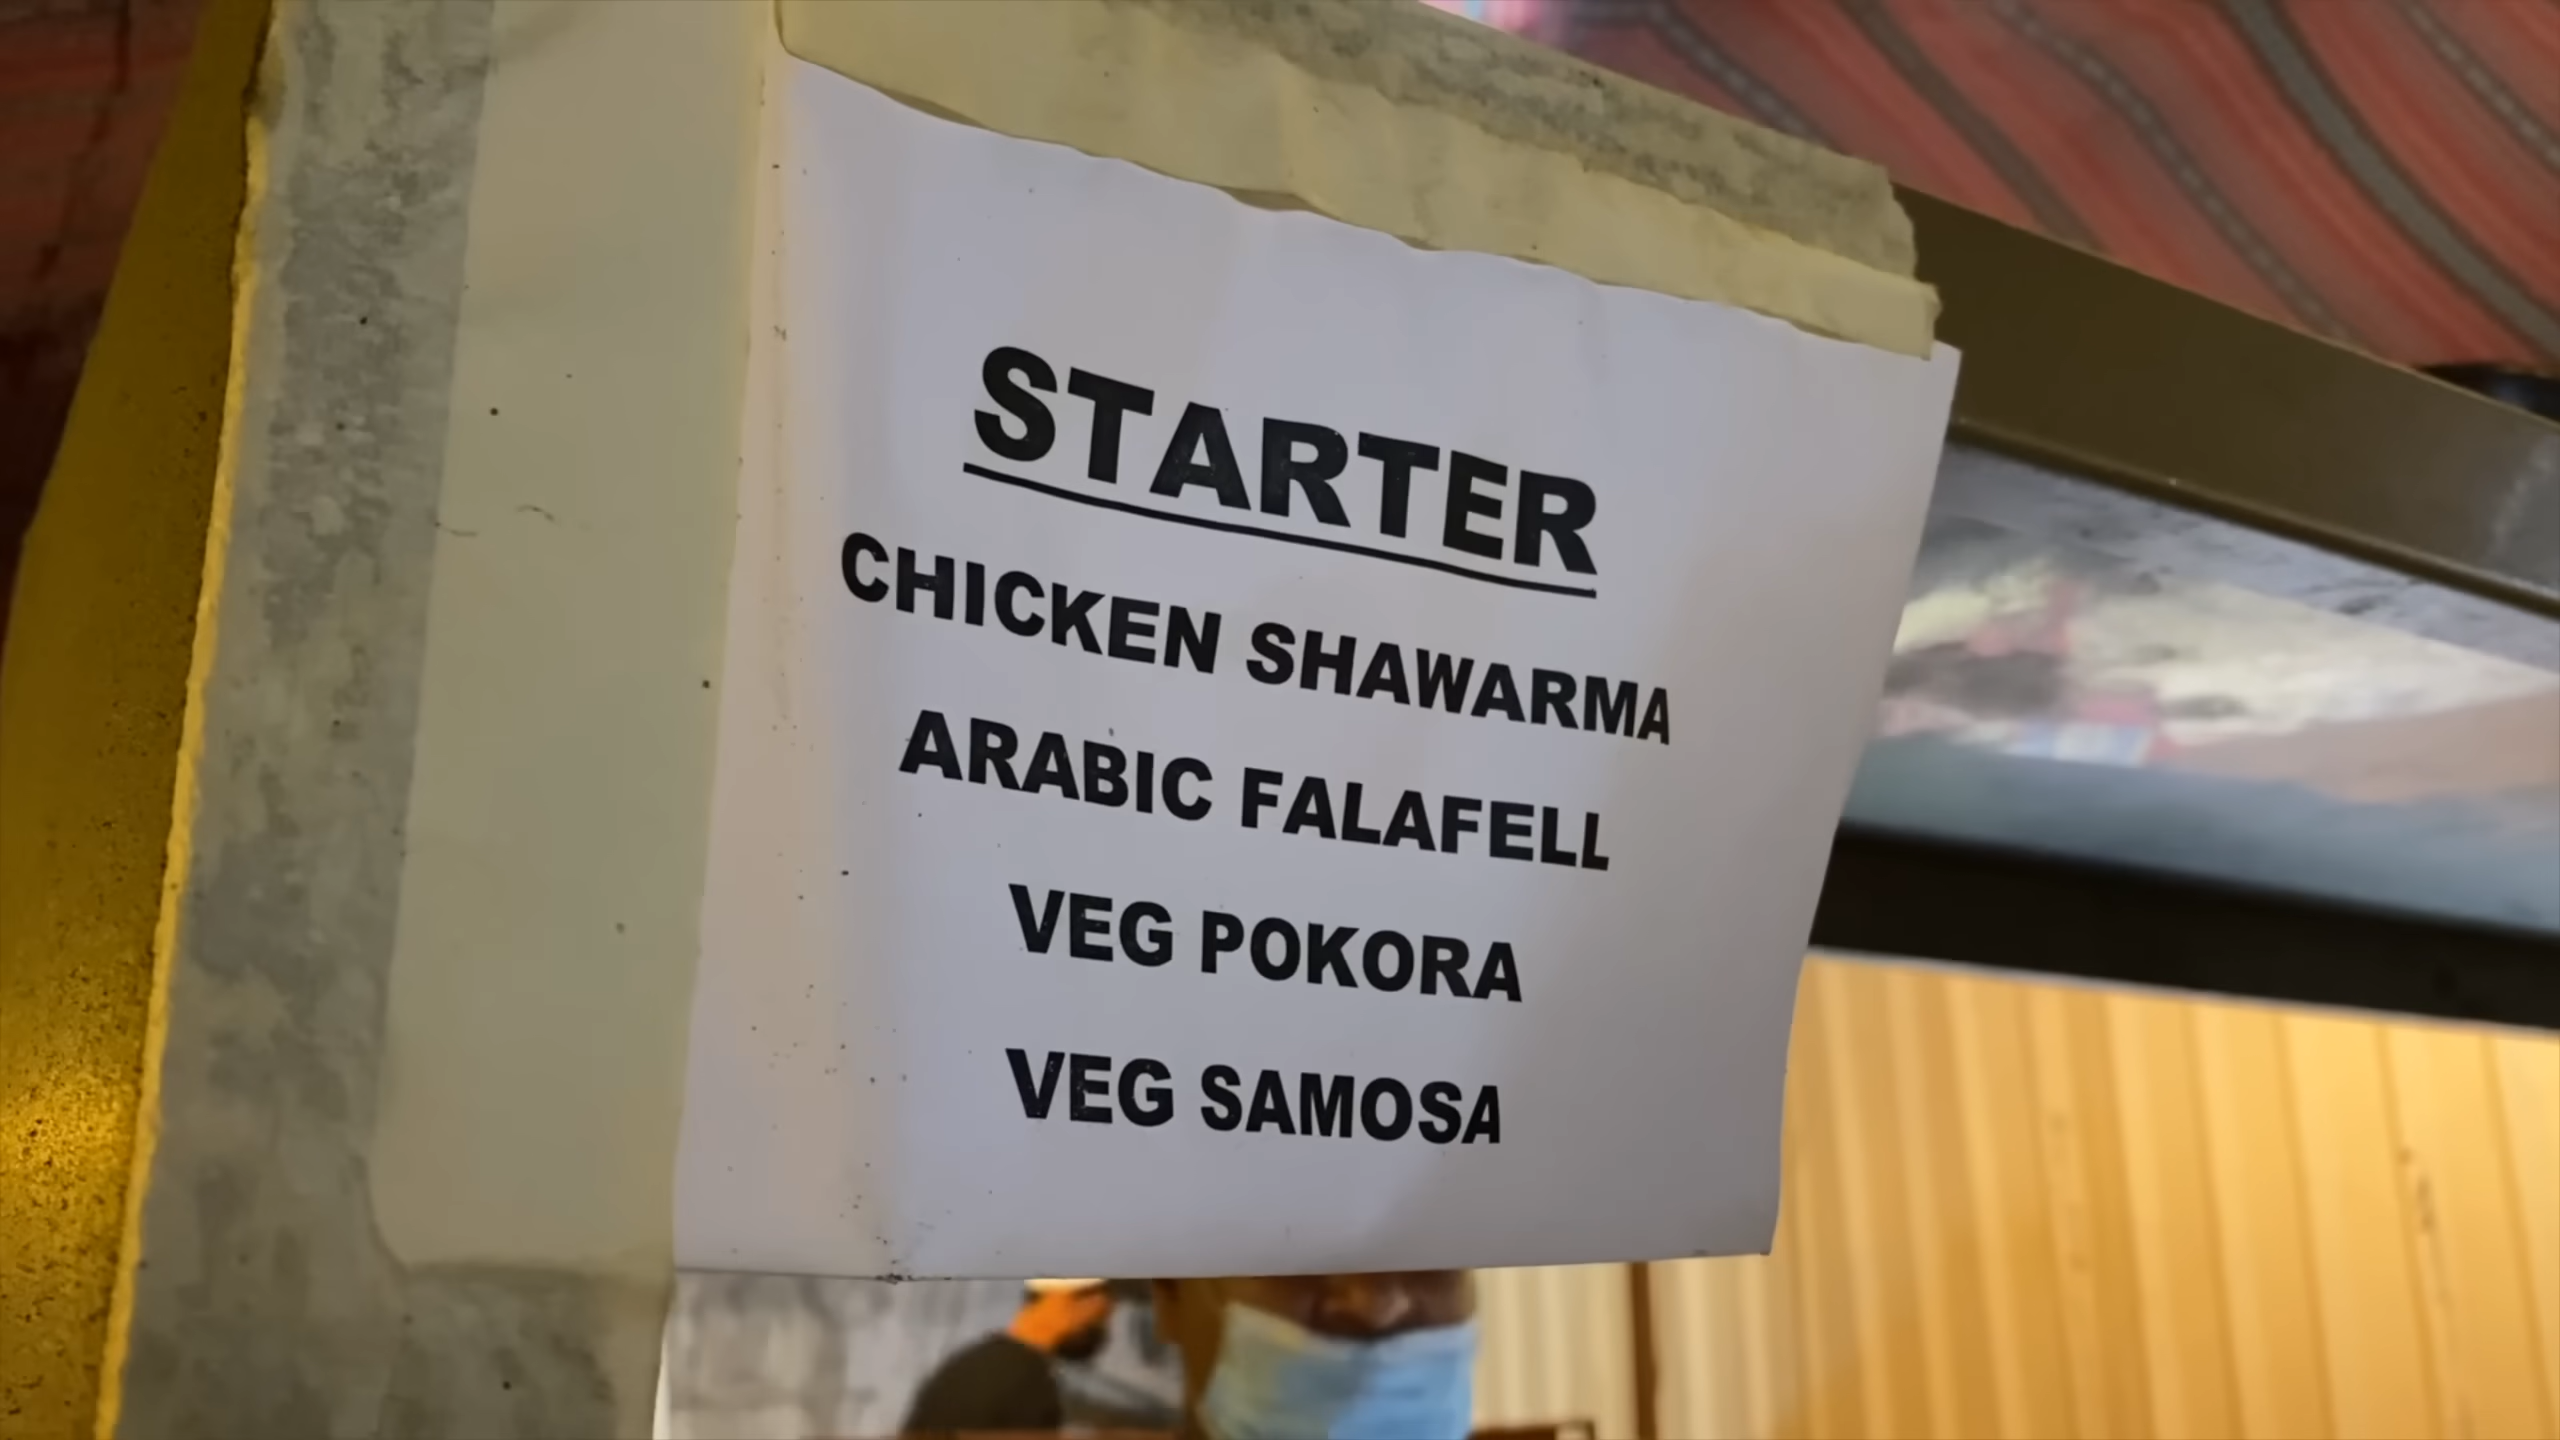 STARTER
CHICKEN SHAWARMA
ARABIC FALAFELL
VEG POKORA
VEG SAMOSA